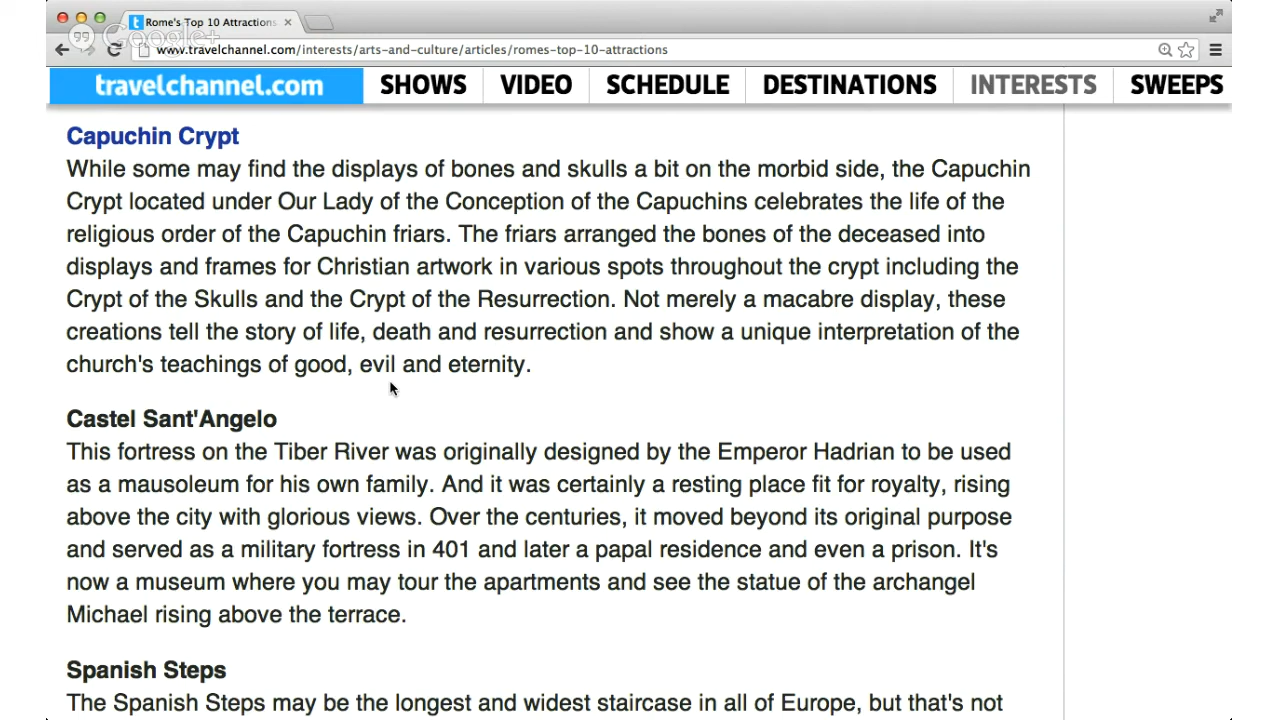 Rome's Top 10 Attractions
Google+
www.travelchannel.com/interests/arts-and-culture/articles/romes-top-10-attractions
travelchannel.com SHOWS VIDEO SCHEDULE DESTINATIONS INTERESTS SWEEPS
Capuchin Crypt
While some may find the displays of bones and skulls a bit on the morbid side, the Capuchin
Crypt located under Our Lady of the Conception of the Capuchins celebrates the life of the
religious order of the Capuchin friars. The friars arranged the bones of the deceased into
displays and frames for Christian artwork in various spots throughout the crypt including the
Crypt of the Skulls and the Crypt of the Resurrection. Not merely a macabre display, these
creations tell the story of life, death and resurrection and show a unique interpretation of the
church's teachings of good, evil and eternity.
Castel Sant'Angelo
This fortress on the Tiber River was originally designed by the Emperor Hadrian to be used
as a mausoleum for his own family. And it was certainly a resting place fit for royalty, rising
above the city with glorious views. Over the centuries, it moved beyond its original purpose
and served as a military fortress in 401 and later a papal residence and even a prison. It's
now a museum where you may tour the apartments and see the statue of the archangel
Michael rising above the terrace.
Spanish Steps
The Spanish Steps may be the longest and widest staircase in all of Europe, but that's not